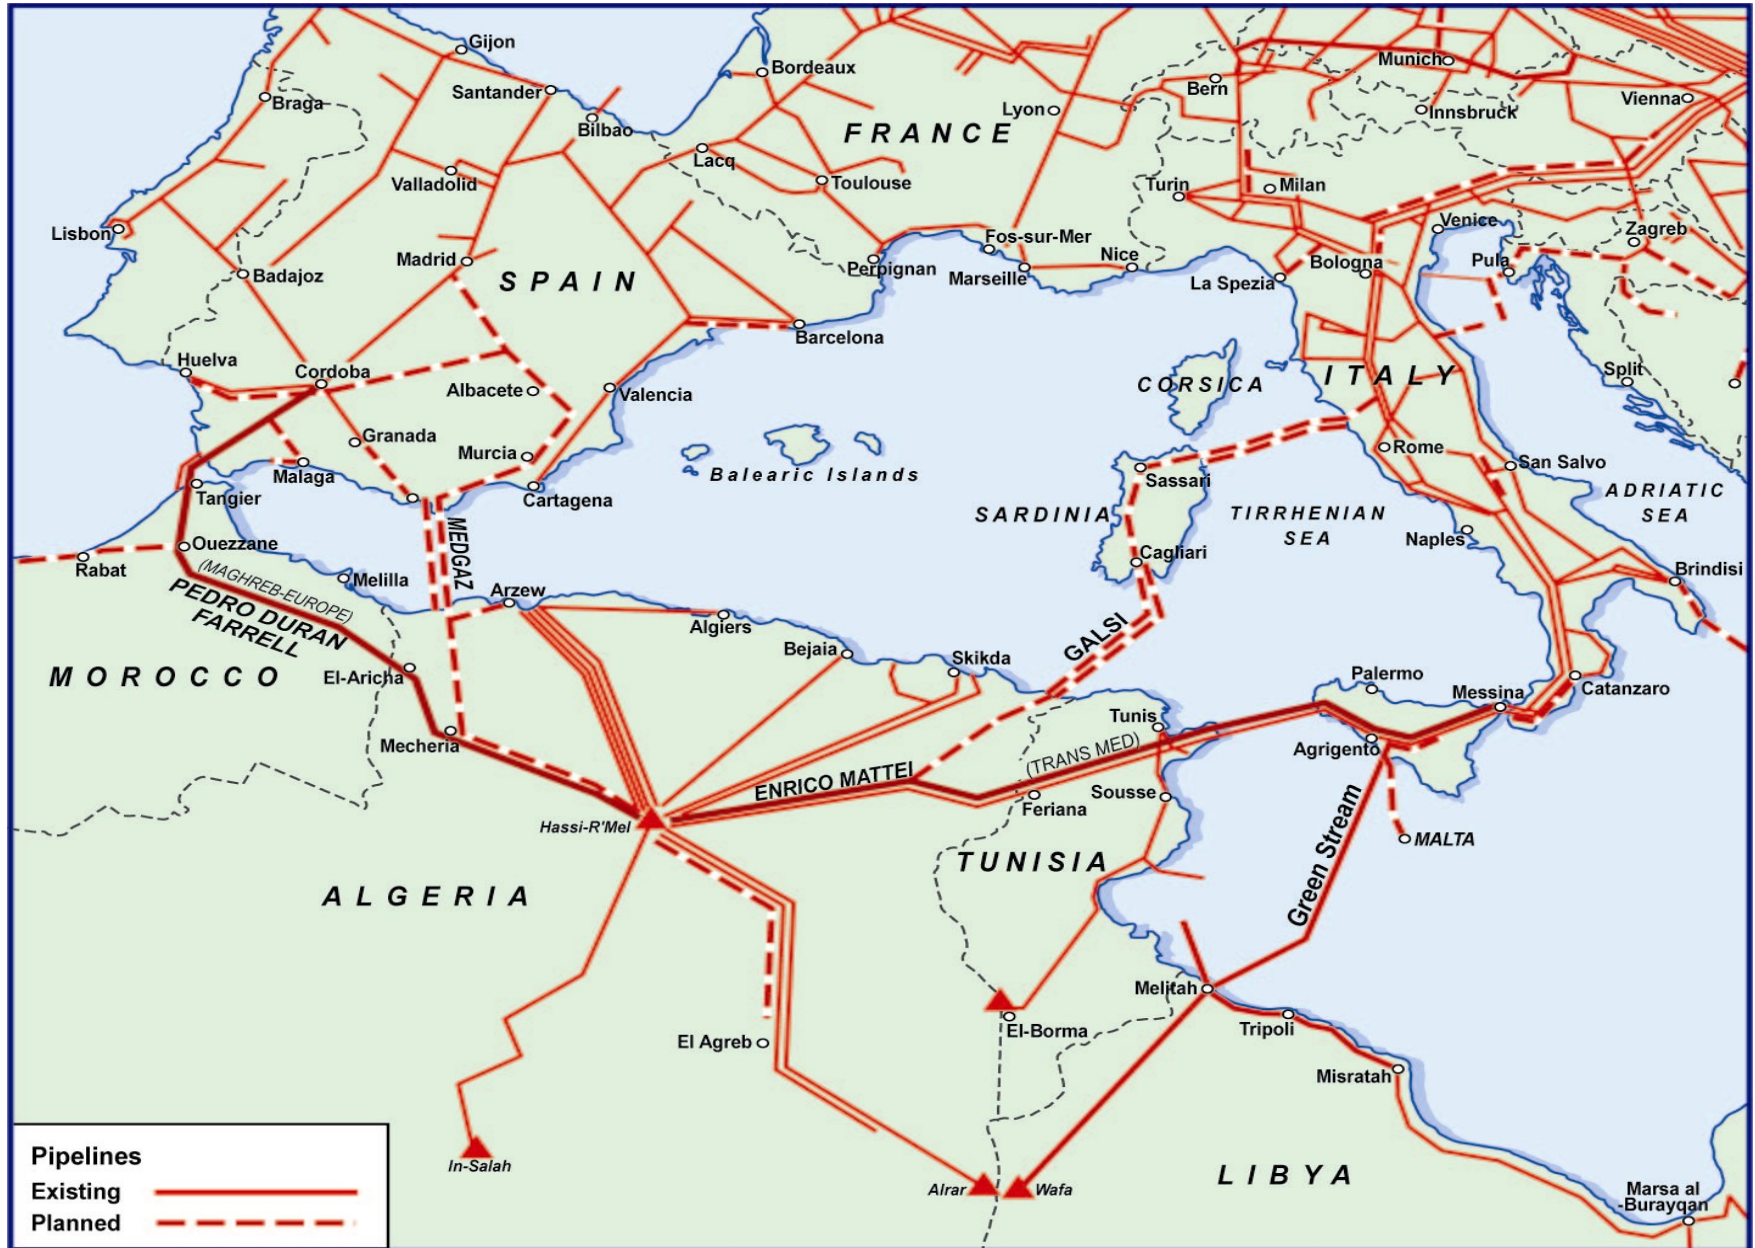 Gijon
Santander
Bilbao
Braga
Valladolid
Lisbon
Badajoz
Madrid
SPAIN
Huelva
Cordoba
Albacete
Valencia
Barcelona
Granada
Murcia
Malaga
Cartagena
Bordeaux
Lyon
FRANCE
Lacq
Toulouse
Perpignan
Fos-sur-Mer
Marseille
Nice
Bern
Munich
Innsbruck
Vienna
Turin
Milan
Venice
Zagreb
La Spezia
Bologna
Pula
Split
CORSICA
ITALY
Rome
San Salvo
ADRIATIC
SEA
Balearic Islands
Sassari
SARDINIA
Cagliari
TIRRHENIAN
SEA
Naples
Brindisi
Tangier
Ouezzane
Rabat
(MAGHREB-EUROPE)
PEDRO DURAN
FARRELL
Melilla
MEDGAZ
Arzew
Algiers
Bejaia
Skikda
GALSI
MOROCCO
El-Aricha
Mecheria
Palermo
Messina
Catanzaro
Agrigento
Tunis
(TRANS MED)
ENRICO MATTEI
Feriana
Sousse
Hassi-R'Mel
TUNISIA
Green Stream
MALTA
ALGERIA
Melitah
El-Borma
Tripoli
El Agreb
Misratah
In-Salah
Alrar
Wafa
LIBYA
Marsa al
-Burayqan
Pipelines
Existing
Planned